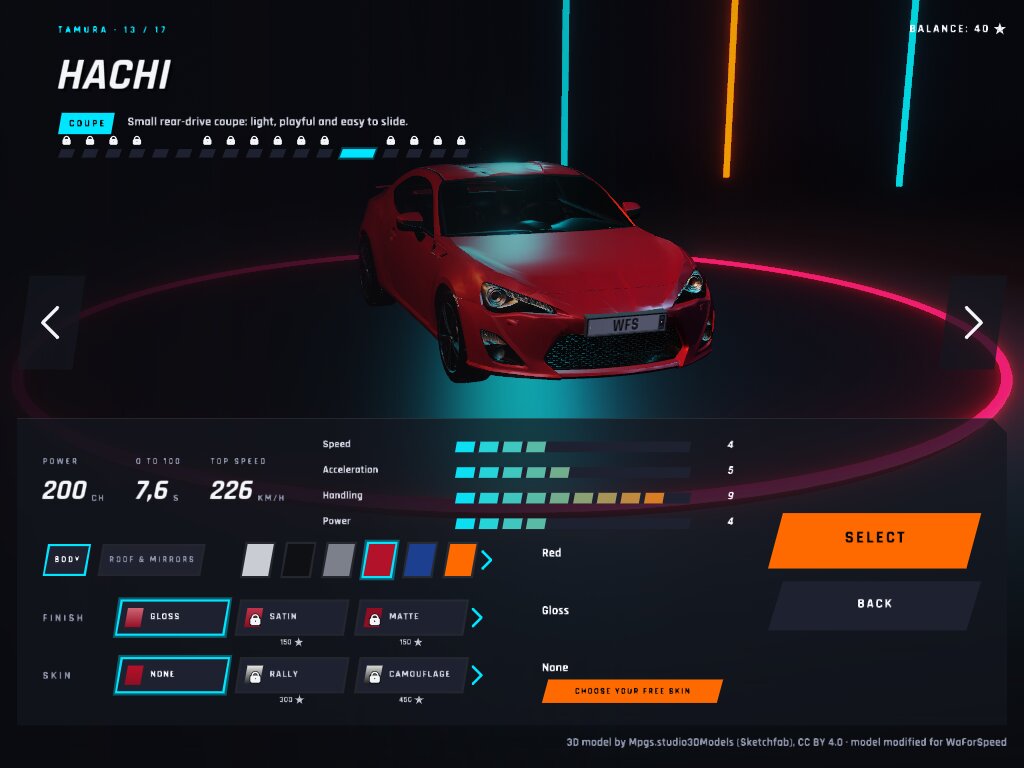 TAMURA · 13 / 17
BALANCE: 40 ★
HACHI
COUPE
Small rear-drive coupe: light, playful and easy to slide.
WFS
POWER
0 TO 100
TOP SPEED
200 CH
7,6 S
226 KM/H
Speed 4
Acceleration 5
Handling 9
Power 4
SELECT
BODY
ROOF & MIRRORS
Red
BACK
FINISH
GLOSS
SATIN
MATTE
Gloss
150 ★
150 ★
SKIN
NONE
RALLY
CAMOUFLAGE
None
CHOOSE YOUR FREE SKIN
300 ★
450 ★
3D model by Mpgs.studio3DModels (Sketchfab), CC BY 4.0 · model modified for WaForSpeed